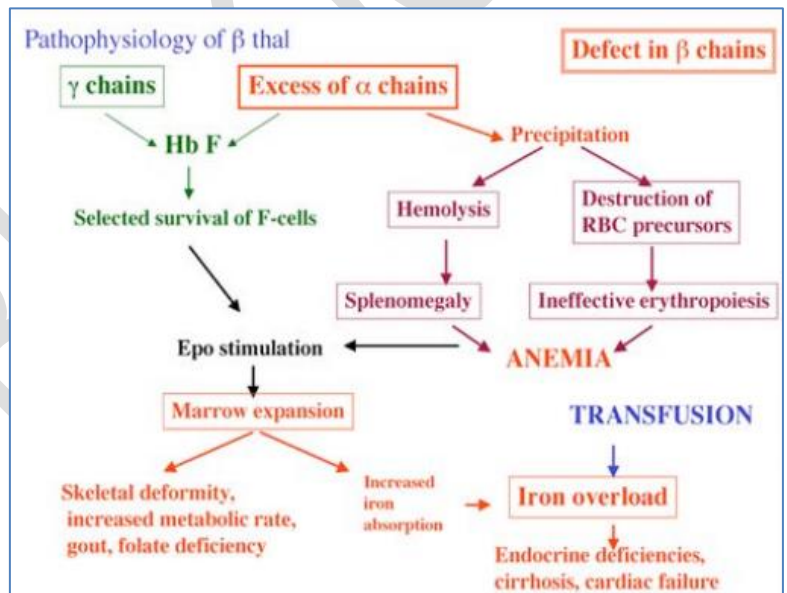 Pathophysiology of β thal
Defect in β chains
γ chains
Excess of α chains
Hb F
Precipitation
Selected survival of F-cells
Hemolysis
Destruction of
RBC precursors
Splenomegaly
Ineffective erythropoiesis
Epo stimulation
ANEMIA
Marrow expansion
TRANSFUSION
Skeletal deformity,
increased metabolic rate,
gout, folate deficiency
Increased
iron
absorption
Iron overload
Endocrine deficiencies,
cirrhosis, cardiac failure